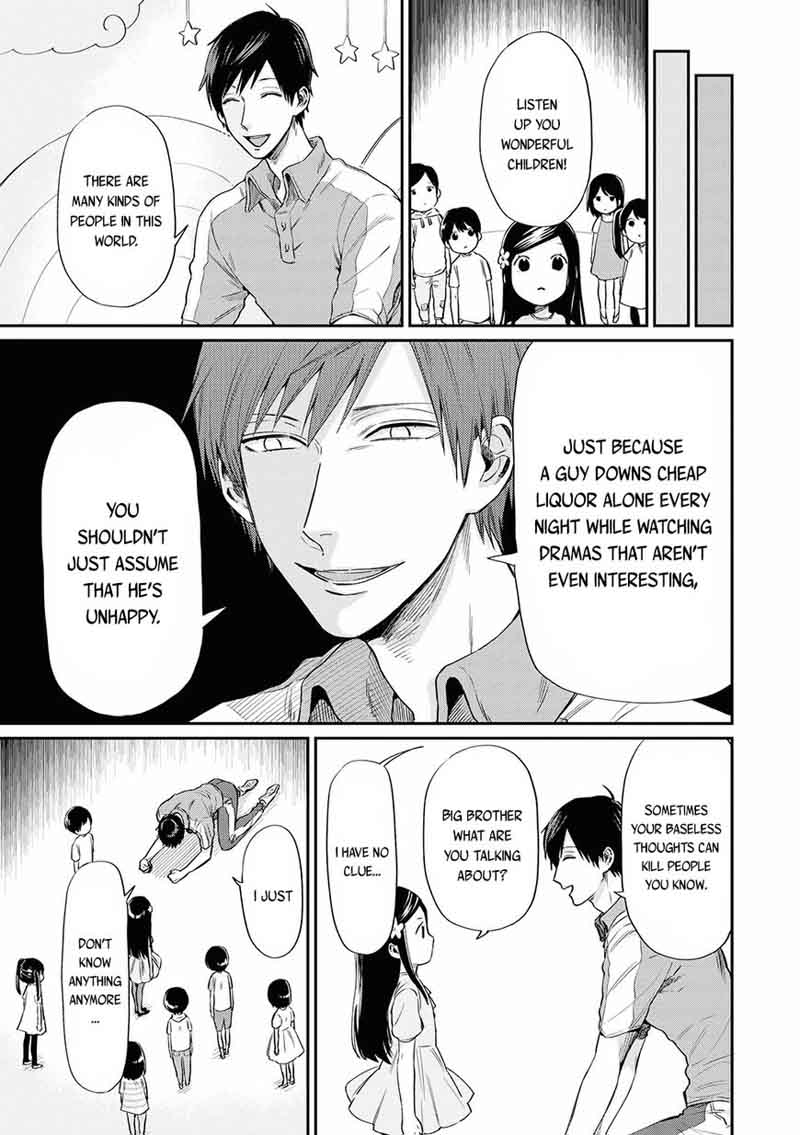 LISTEN
UP YOU
WONDERFUL
CHILDREN!
THERE ARE
MANY KINDS OF
PEOPLE IN THIS
WORLD.
JUST BECAUSE
A GUY DOWNS CHEAP
LIQUOR ALONE EVERY
NIGHT WHILE WATCHING
DRAMAS THAT AREN'T
EVEN INTERESTING,
YOU
SHOULDN'T
JUST ASSUME
THAT HE'S
UNHAPPY.
SOMETIMES
YOUR BASELESS
THOUGHTS CAN
KILL PEOPLE
YOU KNOW.
BIG BROTHER
WHAT ARE
YOU TALKING
ABOUT?
I HAVE NO
CLUE...
I JUST
DON'T
KNOW
ANYTHING
ANYMORE
...